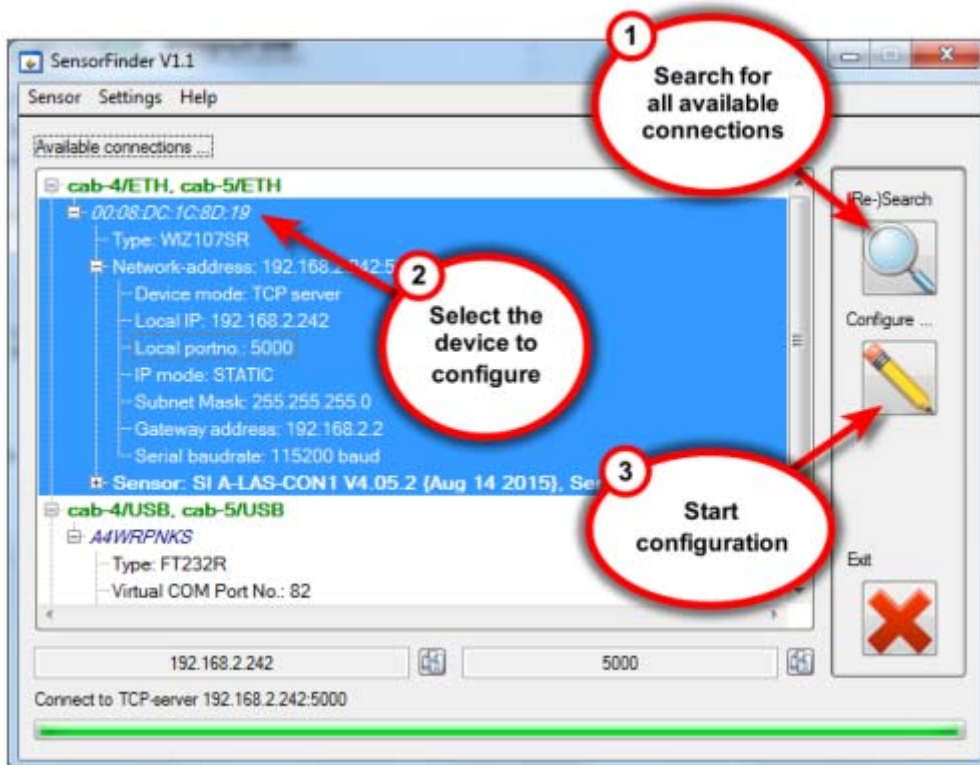 SensorFinder V1.1
Sensor Settings Help
Available connections ...
cab-4/ETH, cab-5/ETH
00:08:DC:1C:8D:19
Type: WIZ107SR
Network-address: 192.168.2.242:5
Device mode: TCP server
Local IP: 192.168.2.242
Local portno.: 5000
IP mode: STATIC
Subnet Mask: 255.255.255.0
Gateway address: 192.168.2.2
Serial baudrate: 115200 baud
Sensor: SI A-LAS-CON1 V4.05.2 (Aug 14 2015), Se
cab-4/USB, cab-5/USB
A4WRPNKS
Type: FT232R
Virtual COM Port No.: 82
192.168.2.242
5000
Connect to TCP-server 192.168.2.242:5000
1
Search for
all available
connections
2
Select the
device to
configure
3
Start
configuration
(Re-)Search
Configure ...
Exit